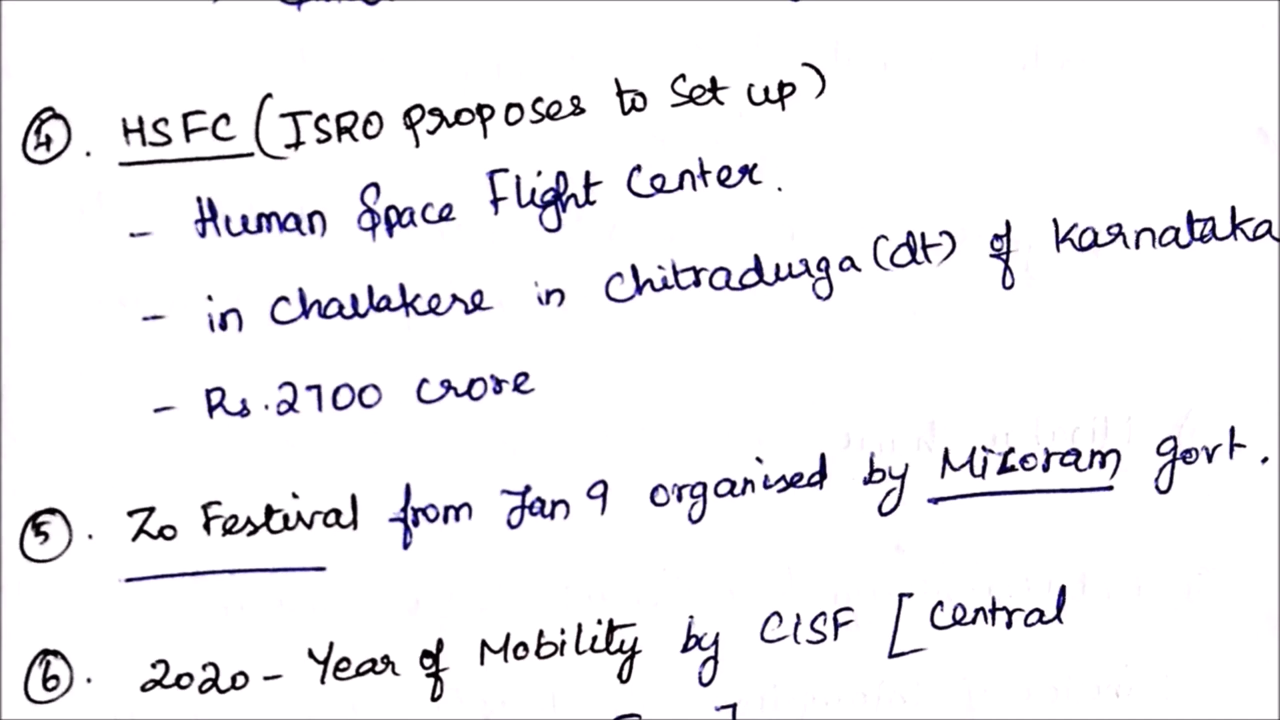 4. HSFC (ISRO proposes to set up)
- Human Space Flight Center.
- in Challakere in Chitradurga (dt) of Karnataka
- Rs. 2700 crore
5. Zo Festival from Jan 9 organised by Mizoram govt.
6. 2020 - Year of Mobility by CISF [Central